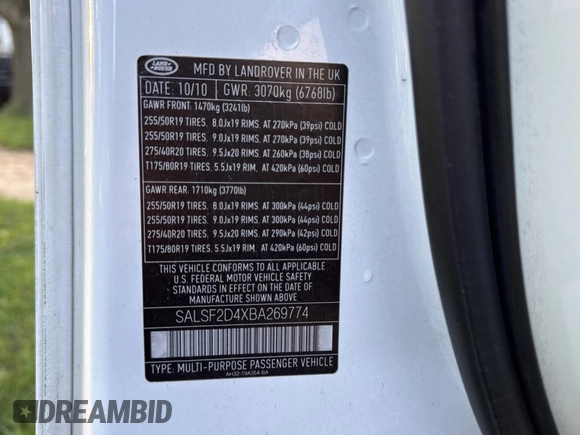 LAND ROVER
MFD BY LANDROVER IN THE UK
DATE: 10/10 GWR: 3070kg (6768lb)
GAWR FRONT: 1470kg (3241lb)
255/50R19 TIRES, 8.0Jx19 RIMS, AT 270kPa (39psi) COLD
255/50R19 TIRES, 9.0Jx19 RIMS, AT 270kPa (39psi) COLD
275/40R20 TIRES, 9.5Jx20 RIMS, AT 260kPa (38psi) COLD
T175/80R19 TIRES, 5.5Jx19 RIM, AT 420kPa (60psi) COLD
GAWR REAR. 1710kg (3770lb)
255/50R19 TIRES, 8.0Jx19 RIMS, AT 300kPa (44psi) COLD
255/50R19 TIRES, 9.0Jx19 RIMS, AT 300kPa (44psi) COLD
275/40R20 TIRES, 9.5Jx20 RIMS, AT 290kPa (42psi) COLD
T175/80R19 TIRES, 5.5Jx19 RIM, AT 420kPa (60psi) COLD
THIS VEHICLE CONFORMS TO ALL APPLICABLE
U.S. FEDERAL MOTOR VEHICLE SAFETY
STANDARDS IN EFFECT ON THE DATE OF
MANUFACTURE SHOWN ABOVE
SALSF2D4XBA269774
TYPE: MULTI-PURPOSE PASSENGER VEHICLE
AH32-19A354-BA
DREAMBID